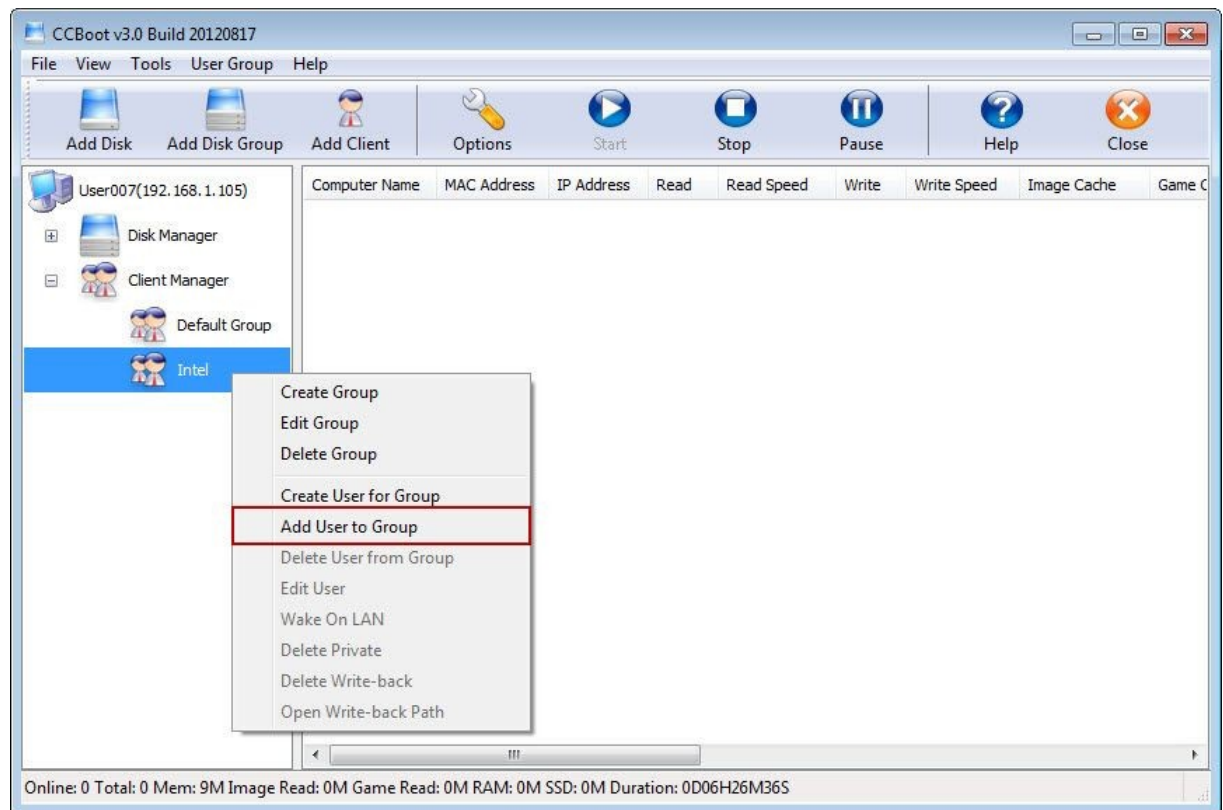 CCBoot v3.0 Build 20120817
File View Tools User Group Help
Add Disk Add Disk Group Add Client Options Start Stop Pause Help Close
User007(192.168.1.105)
Computer Name MAC Address IP Address Read Read Speed Write Write Speed Image Cache Game C
Disk Manager
Client Manager
Default Group
Intel
Create Group
Edit Group
Delete Group
Create User for Group
Add User to Group
Delete User from Group
Edit User
Wake On LAN
Delete Private
Delete Write-back
Open Write-back Path
Online: 0 Total: 0 Mem: 9M Image Read: 0M Game Read: 0M RAM: 0M SSD: 0M Duration: 0D06H26M36S